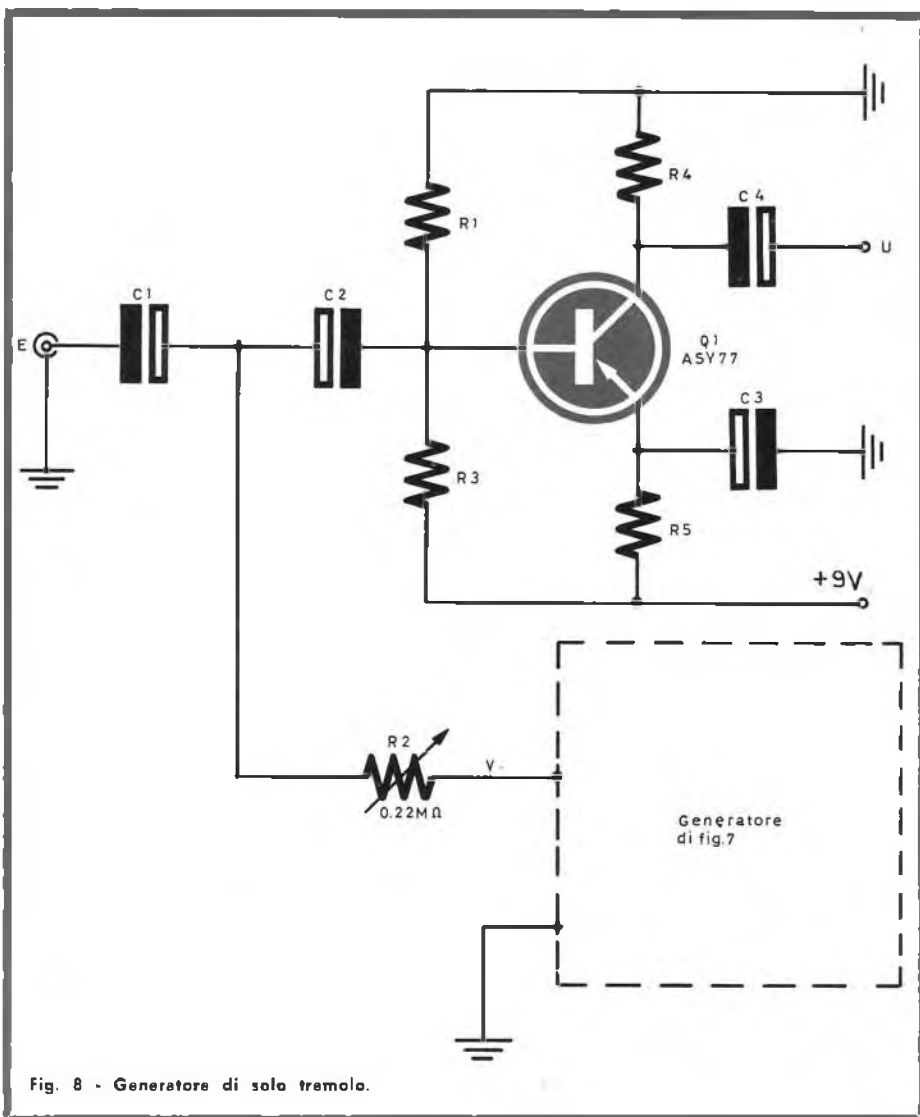 R4
C4
R1
U
C1
C2
E
Q1
ASY77
C3
R3
R5
+9V
R2
V
0.22MΩ
Generatore
di fig.7
Fig. 8 - Generatore di solo tremolo.